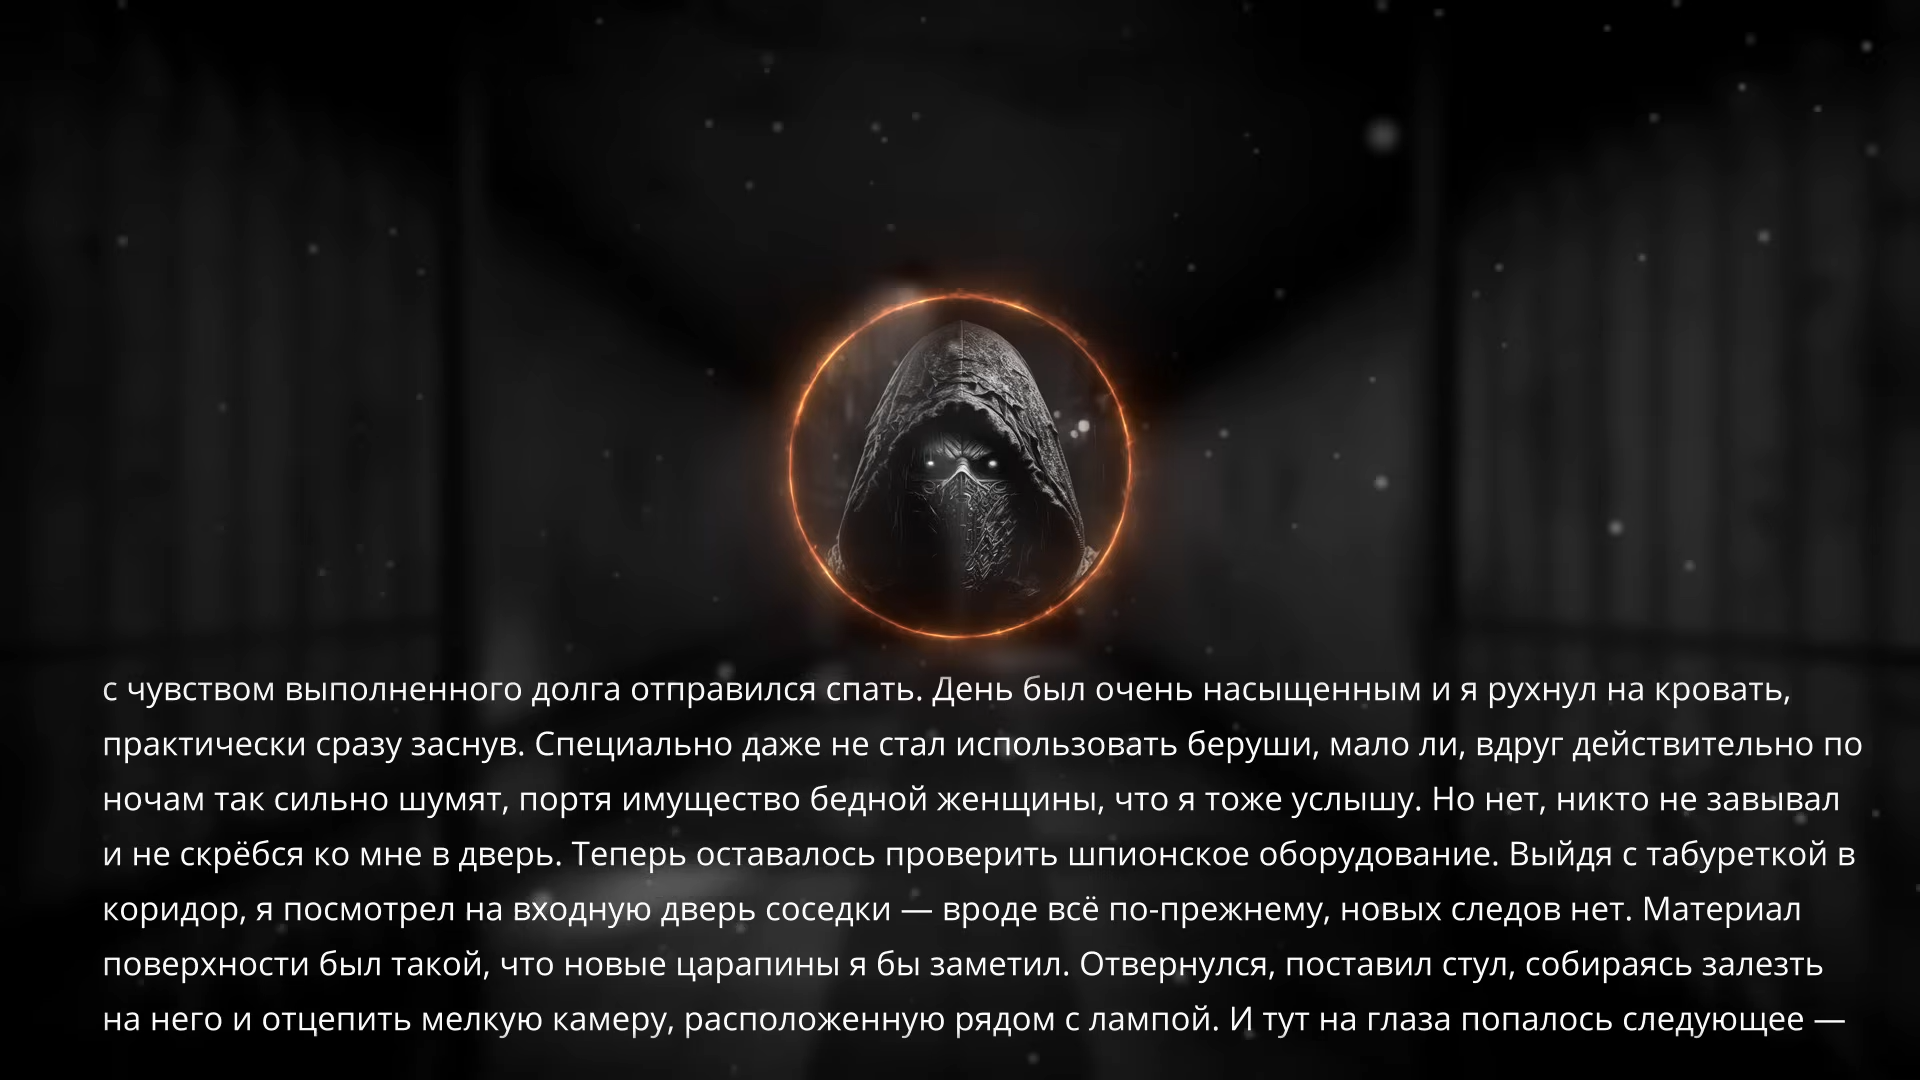 с чувством выполненного долга отправился спать. День был очень насыщенным и я рухнул на кровать,
практически сразу заснув. Специально даже не стал использовать беруши, мало ли, вдруг действительно по
ночам так сильно шумят, портя имущество бедной женщины, что я тоже услышу. Но нет, никто не завывал
и не скрёбся ко мне в дверь. Теперь оставалось проверить шпионское оборудование. Выйдя с табуреткой в
коридор, я посмотрел на входную дверь соседки — вроде всё по-прежнему, новых следов нет. Материал
поверхности был такой, что новые царапины я бы заметил. Отвернулся, поставил стул, собираясь залезть
на него и отцепить мелкую камеру, расположенную рядом с лампой. И тут на глаза попалось следующее —